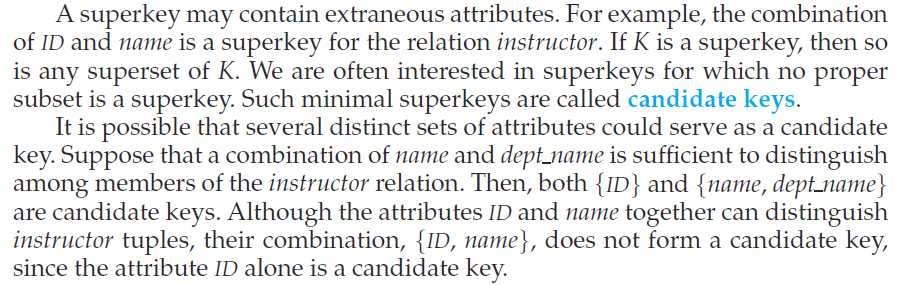 A superkey may contain extraneous attributes. For example, the combination
of ID and name is a superkey for the relation instructor. If K is a superkey, then so
is any superset of K. We are often interested in superkeys for which no proper
subset is a superkey. Such minimal superkeys are called candidate keys.
It is possible that several distinct sets of attributes could serve as a candidate
key. Suppose that a combination of name and dept_name is sufficient to distinguish
among members of the instructor relation. Then, both {ID} and {name, dept_name}
are candidate keys. Although the attributes ID and name together can distinguish
instructor tuples, their combination, {ID, name}, does not form a candidate key,
since the attribute ID alone is a candidate key.